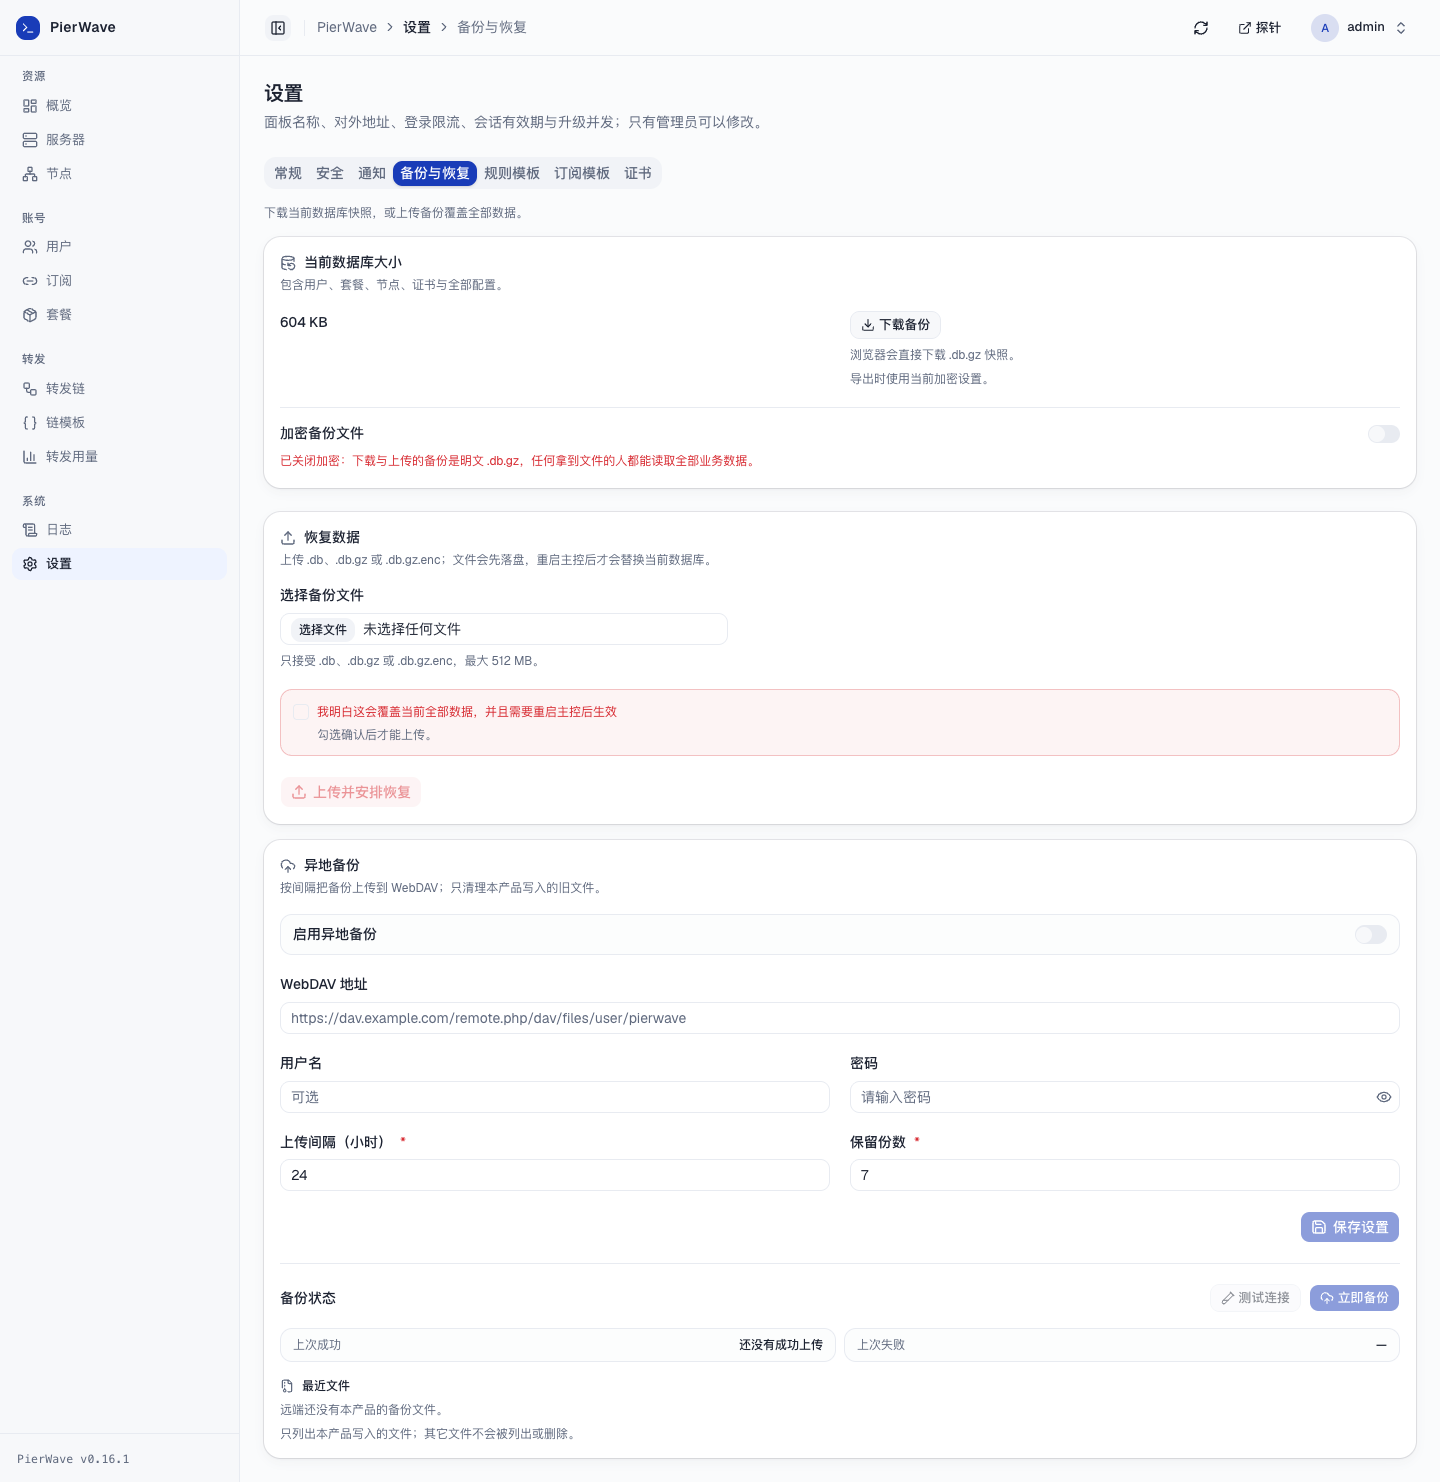 PierWave
PierWave
设置
备份与恢复
探针
A
admin
资源
概览
服务器
节点
账号
用户
订阅
套餐
转发
转发链
链模板
转发用量
系统
日志
设置
PierWave v0.16.1
设置
面板名称、对外地址、登录限流、会话有效期与升级并发；只有管理员可以修改。
常规
安全
通知
备份与恢复
规则模板
订阅模板
证书
下载当前数据库快照，或上传备份覆盖全部数据。
当前数据库大小
包含用户、套餐、节点、证书与全部配置。
604 KB
下载备份
浏览器会直接下载 .db.gz 快照。
导出时使用当前加密设置。
加密备份文件
已关闭加密：下载与上传的备份是明文 .db.gz，任何拿到文件的人都能读取全部业务数据。
恢复数据
上传 .db、.db.gz 或 .db.gz.enc；文件会先落盘，重启主控后才会替换当前数据库。
选择备份文件
选择文件 未选择任何文件
只接受 .db、.db.gz 或 .db.gz.enc，最大 512 MB。
我明白这会覆盖当前全部数据，并且需要重启主控后生效
勾选确认后才能上传。
上传并安排恢复
异地备份
按间隔把备份上传到 WebDAV；只清理本产品写入的旧文件。
启用异地备份
WebDAV 地址
https://dav.example.com/remote.php/dav/files/user/pierwave
用户名
可选
密码
请输入密码
上传间隔（小时） *
24
保留份数 *
7
保存设置
备份状态
测试连接
立即备份
上次成功
还没有成功上传
上次失败
—
最近文件
远端还没有本产品的备份文件。
只列出本产品写入的文件；其它文件不会被列出或删除。